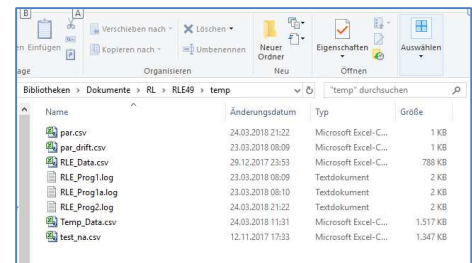 B A
Verschieben nach Löschen
en Einfügen Kopieren nach Umbenennen Neuer Ordner Eigenschaften Auswählen
age Organisieren Neu Öffnen
Bibliotheken > Dokumente > RL > RLE49 > temp "temp" durchsuchen
Name Änderungsdatum Typ Größe
par.csv 24.03.2018 21:22 Microsoft Excel-C... 1 KB
par_drift.csv 23.03.2018 08:09 Microsoft Excel-C... 1 KB
RLE_Data.csv 29.12.2017 23:53 Microsoft Excel-C... 788 KB
RLE_Prog1.log 23.03.2018 08:09 Textdokument 2 KB
RLE_Prog1a.log 23.03.2018 08:10 Textdokument 2 KB
RLE_Prog2.log 24.03.2018 21:22 Textdokument 2 KB
Temp_Data.csv 24.03.2018 11:31 Microsoft Excel-C... 1.517 KB
test_na.csv 12.11.2017 17:33 Microsoft Excel-C... 1.347 KB